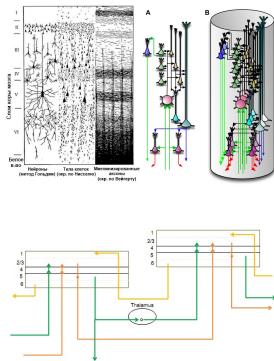 A
B
I
II
III
IV
V
VI
Слои коры мозга
Белое
в-во
Нейроны
(метод Гольджи)
Тела клеток
(окр. по Нисслю)
Миелинизированные
аксоны
(окр. по Вейгерту)
1
2/3
4
5
6
1
2/3
4
5
6
Thalamus